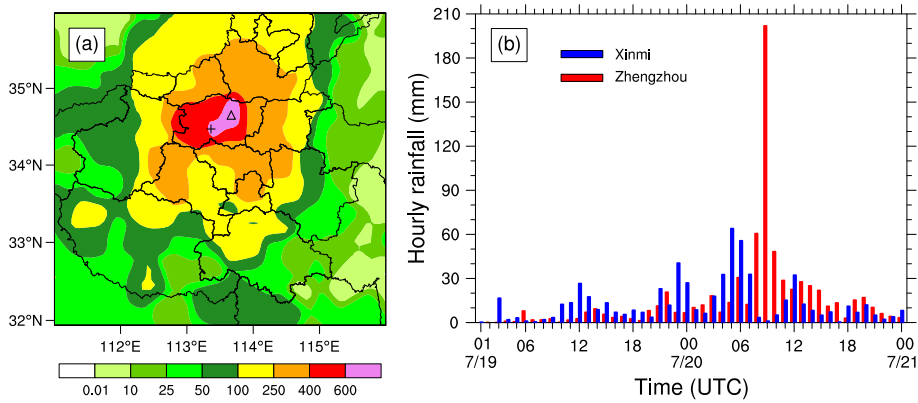 (a)
35°N
34°N
33°N
32°N
112°E 113°E 114°E 115°E
0.01 10 25 50 100 250 400 600
(b)
Xinmi
Zhengzhou
Hourly rainfall (mm)
210
180
150
120
90
60
30
0
01 06 12 18 00 06 12 18 00
7/19 7/20 7/21
Time (UTC)